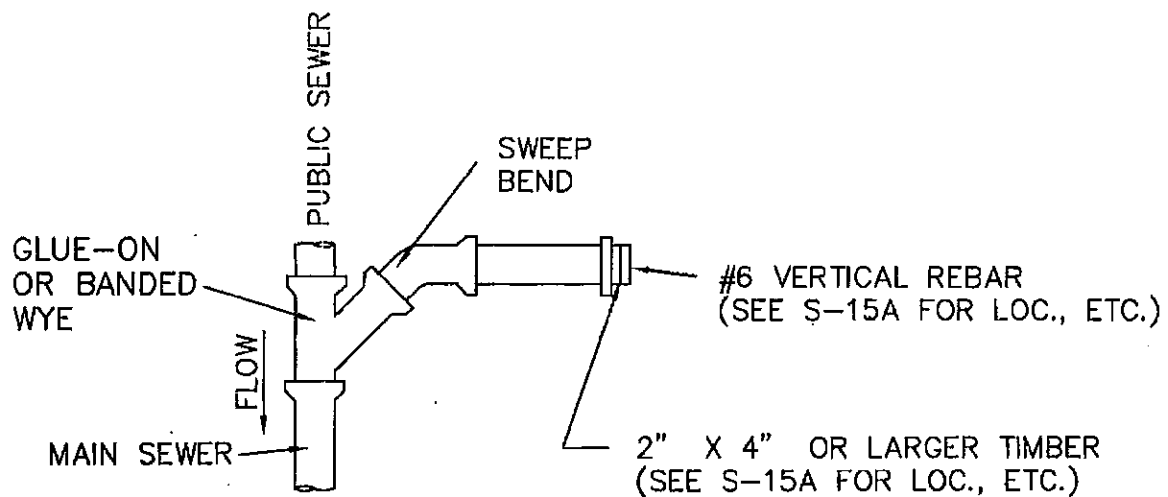 PUBLIC SEWER
SWEEP
BEND
GLUE-ON
OR BANDED
WYE
#6 VERTICAL REBAR
(SEE S-15A FOR LOC., ETC.)
FLOW
MAIN SEWER
2" X 4" OR LARGER TIMBER
(SEE S-15A FOR LOC., ETC.)